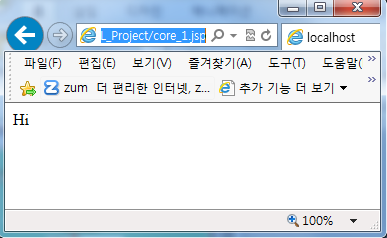 1_Project/core_1.jsp localhost
파일(F) 편집(E) 보기(V) 즐겨찾기(A) 도구(T) 도움말(
zum 더 편리한 인터넷, z... 추가 기능 더 보기
Hi
100%